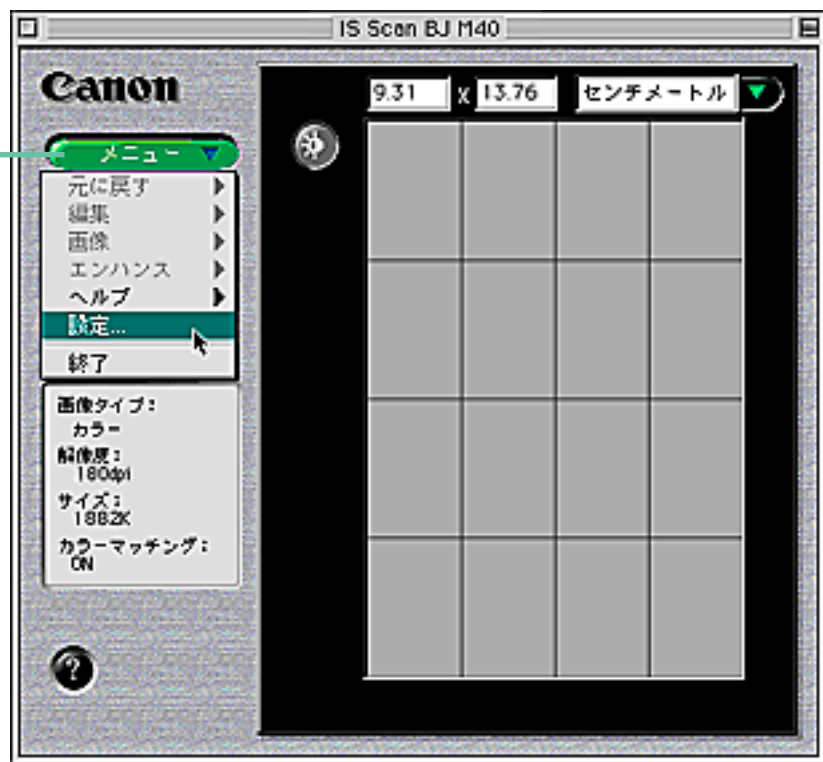 IS Scan BJ M40
Canon
9.31 x 13.76 センチメートル
メニュー
元に戻す
編集
画像
エンハンス
ヘルプ
設定...
終了
画像タイプ:
カラー
解像度:
180dpi
サイズ:
1882K
カラーマッチング:
ON
?